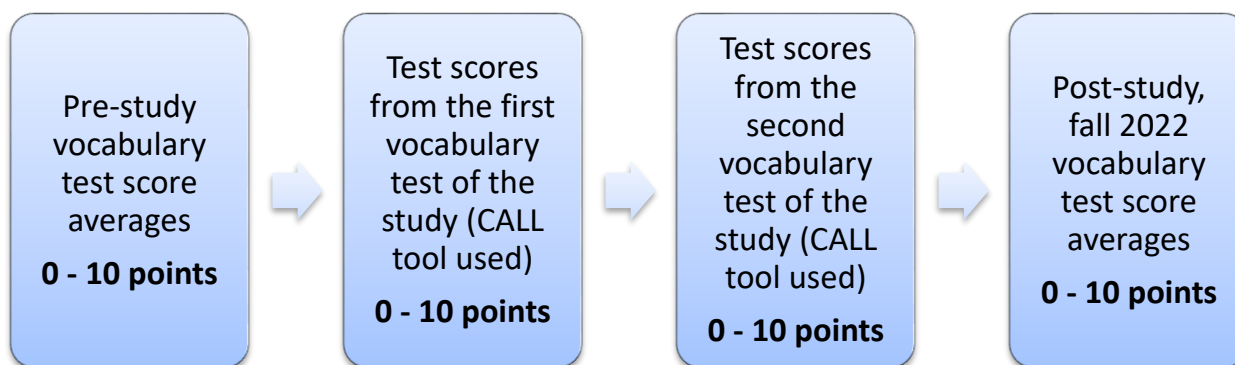 Pre-study
vocabulary
test score
averages
0 - 10 points
Test scores
from the first
vocabulary
test of the
study (CALL
tool used)
0 - 10 points
Test scores
from the
second
vocabulary
test of the
study (CALL
tool used)
0 - 10 points
Post-study,
fall 2022
vocabulary
test score
averages
0 - 10 points